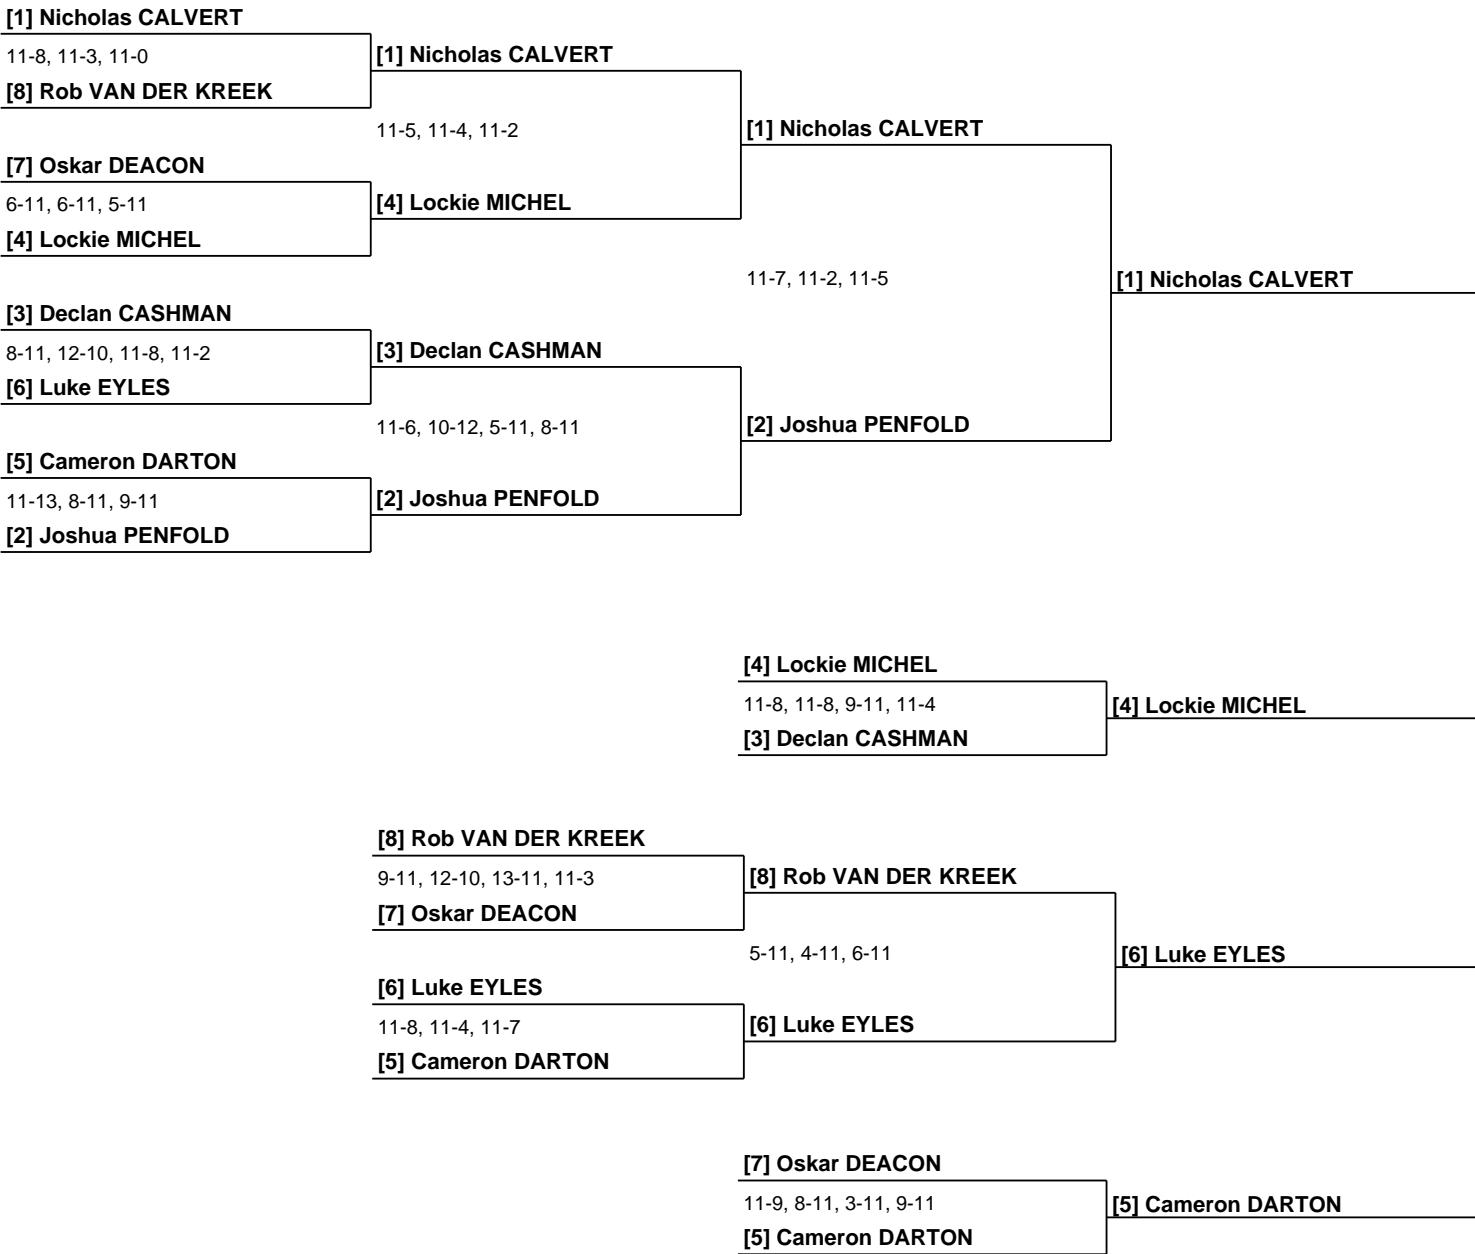 [1] Nicholas CALVERT
11-8, 11-3, 11-0
[8] Rob VAN DER KREEK
[1] Nicholas CALVERT
11-5, 11-4, 11-2
[7] Oskar DEACON
6-11, 6-11, 5-11
[4] Lockie MICHEL
[4] Lockie MICHEL
[1] Nicholas CALVERT
11-7, 11-2, 11-5
[1] Nicholas CALVERT
[3] Declan CASHMAN
8-11, 12-10, 11-8, 11-2
[6] Luke EYLES
[3] Declan CASHMAN
11-6, 10-12, 5-11, 8-11
[2] Joshua PENFOLD
[5] Cameron DARTON
11-13, 8-11, 9-11
[2] Joshua PENFOLD
[2] Joshua PENFOLD
[4] Lockie MICHEL
11-8, 11-8, 9-11, 11-4
[3] Declan CASHMAN
[4] Lockie MICHEL
[8] Rob VAN DER KREEK
9-11, 12-10, 13-11, 11-3
[7] Oskar DEACON
[8] Rob VAN DER KREEK
5-11, 4-11, 6-11
[6] Luke EYLES
[6] Luke EYLES
11-8, 11-4, 11-7
[5] Cameron DARTON
[6] Luke EYLES
[7] Oskar DEACON
11-9, 8-11, 3-11, 9-11
[5] Cameron DARTON
[5] Cameron DARTON